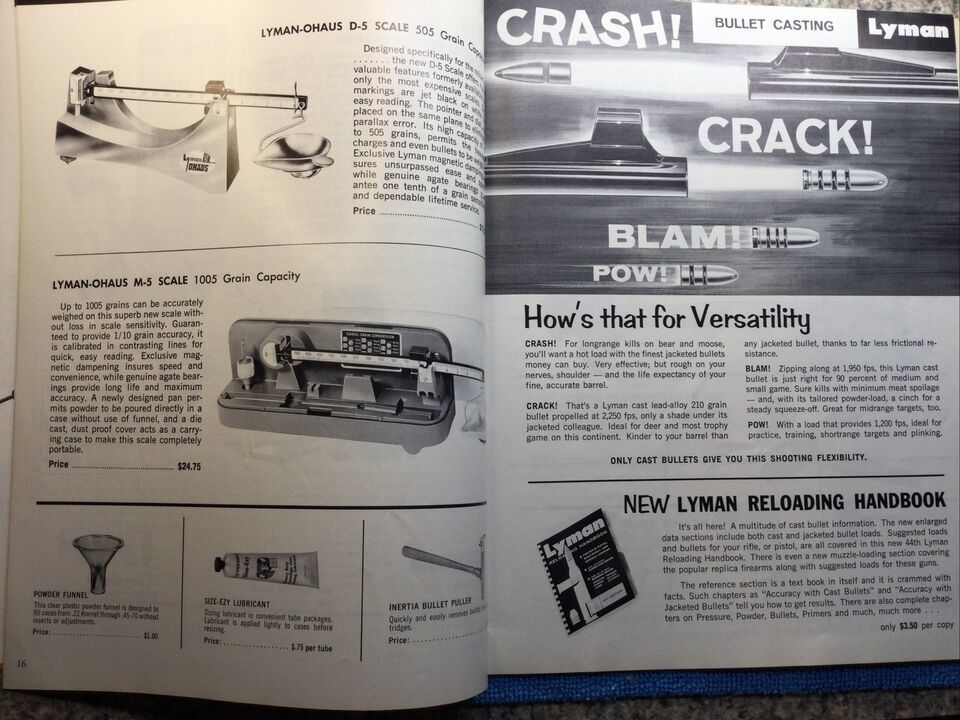 LYMAN-OHAUS D-5 SCALE 505 Grain
Designed specifically for the
....... the new D-5 Scale offers
valuable features formerly
only the most expensive
markings are jet black on
easy reading. The pointer and
placed on the same plane to
parallax error. Its high capacity
to 505 grains, permits the
charges and even bullets to be
Exclusive Lyman magnetic
sures unsurpassed ease and
while genuine agate bearings
antee one tenth of a grain
and dependable lifetime service.
Price
Lyman
OHAUS
LYMAN-OHAUS M-5 SCALE 1005 Grain Capacity
Up to 1005 grains can be accurately
weighed on this superb new scale with-
out loss in scale sensitivity. Guaran-
teed to provide 1/10 grain accuracy, it
is calibrated in contrasting lines for
quick, easy reading. Exclusive mag-
netic dampening insures speed and
convenience, while genuine agate bear-
ings provide long life and maximum
accuracy. A newly designed pan per-
mits powder to be poured directly in a
case without use of funnel, and a die
cast, dust proof cover acts as a carry-
ing case to make this scale completely
portable.
Price ................................ $24.75
OUNCE-GRAIN CONVERSION
POWDER FUNNEL
This clear plastic powder funnel is designed to
fill cases from .22 Hornet through .45-70 without
inserts or adjustments.
Price: ........................ $1.00
SIZE-EZY LUBRICANT
Sizing lubricant in convenient tube packages.
Lubricant is applied lightly to cases before
resizing.
Price: ..................... $.75 per tube
INERTIA BULLET PULLER
Quickly and easily removes bullets
tridges.
Price:
16
CRASH!
BULLET CASTING
Lyman
CRACK!
BLAM!
POW!
How's that for Versatility
CRASH! For longrange kills on bear and moose,
you'll want a hot load with the finest jacketed bullets
money can buy. Very effective; but rough on your
nerves, shoulder — and the life expectancy of your
fine, accurate barrel.
CRACK! That's a Lyman cast lead-alloy 210 grain
bullet propelled at 2,250 fps, only a shade under its
jacketed colleague. Ideal for deer and most trophy
game on this continent. Kinder to your barrel than
any jacketed bullet, thanks to far less frictional re-
sistance.
BLAM! Zipping along at 1,950 fps, this Lyman cast
bullet is just right for 90 percent of medium and
small game. Sure kills with minimum meat spoilage
— and, with its tailored powder-load, a cinch for a
steady squeeze-off. Great for midrange targets, too.
POW! With a load that provides 1,200 fps, ideal for
practice, training, shortrange targets and plinking.
ONLY CAST BULLETS GIVE YOU THIS SHOOTING FLEXIBILITY.
NEW LYMAN RELOADING HANDBOOK
Lyman
It's all here! A multitude of cast bullet information. The new enlarged
data sections include both cast and jacketed bullet loads. Suggested loads
and bullets for your rifle, or pistol, are all covered in this new 44th Lyman
Reloading Handbook. There is even a new muzzle-loading section covering
the popular replica firearms along with suggested loads for these guns.
The reference section is a text book in itself and it is crammed with
facts. Such chapters as "Accuracy with Cast Bullets" and "Accuracy with
Jacketed Bullets" tell you how to get results. There are also complete chap-
ters on Pressure, Powder, Bullets, Primers and much, much more . . . .
only $3.50 per copy